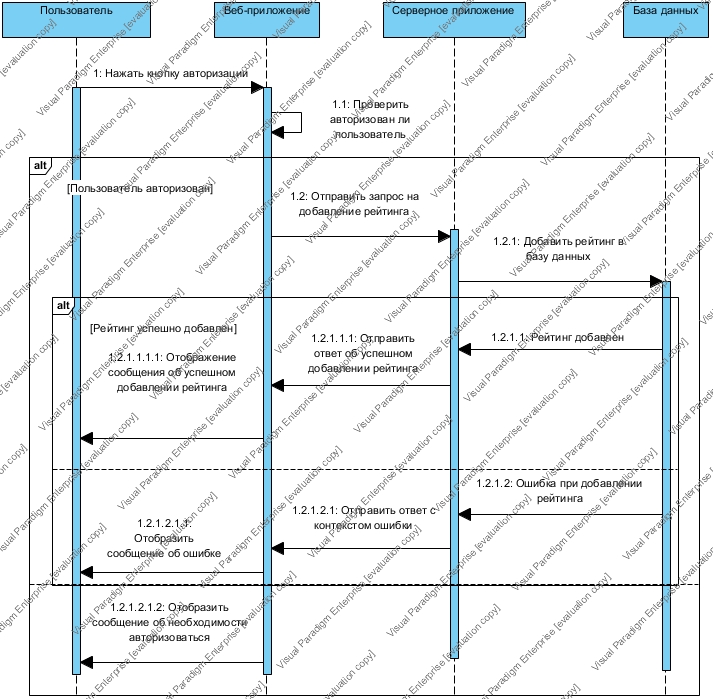 Пользователь
Веб-приложение
Серверное приложение
База данных
1: Нажать кнопку авторизации
1.1: Проверить
авторизован ли
пользователь
alt
[Пользователь авторизован]
1.2: Отправить запрос на
добавление рейтинга
1.2.1: Добавить рейтинг в
базу данных
alt
[Рейтинг успешно добавлен]
1.2.1.1: Рейтинг добавлен
1.2.1.1.1: Отправить
ответ об успешном
добавлении рейтинга
1.2.1.1.1.1: Отображение
сообщения об успешном
добавлении рейтинга
1.2.1.2: Ошибка при добавлении
рейтинга
1.2.1.2.1: Отправить ответ с
контекстом ошибки
1.2.1.2.1.1:
Отобразить
сообщение об ошибке
1.2.1.2.1.2: Отобразить
сообщение об необходимости
авторизоваться
Visual Paradigm Enterprise [evaluation copy]